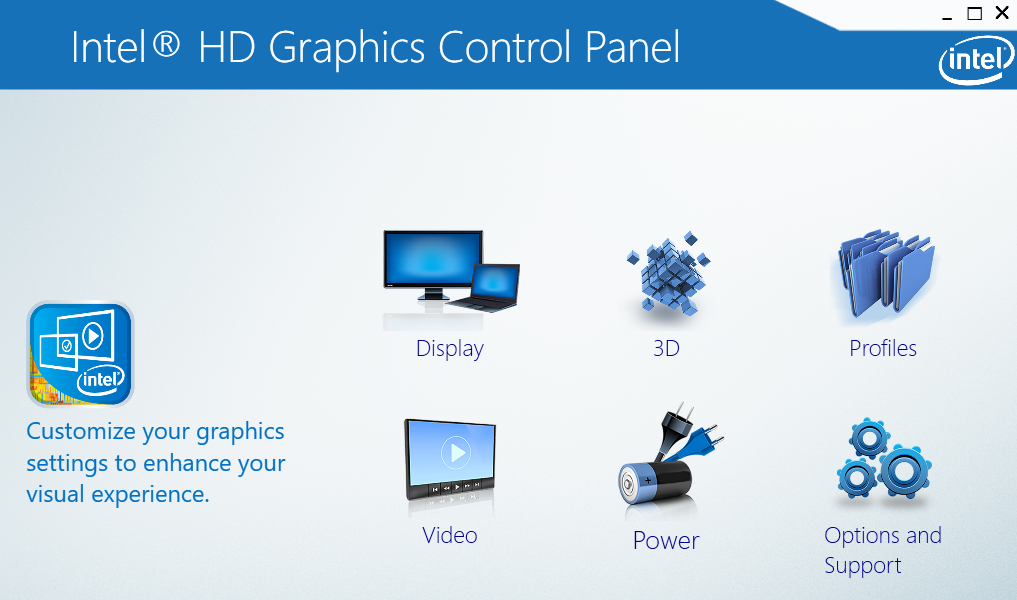 Intel® HD Graphics Control Panel
intel
Display
3D
Profiles
intel
Customize your graphics
settings to enhance your
visual experience.
Video
Power
Options and
Support